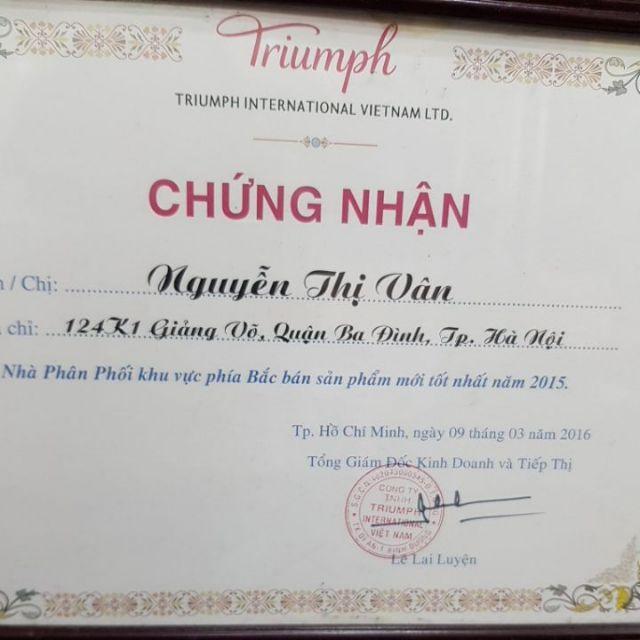 Triumph
TRIUMPH INTERNATIONAL VIETNAM LTD.
CHỨNG NHẬN
/ Chị: Nguyễn Thị Vân
chỉ: 124K1 Giảng Võ, Quận Ba Đình, Tp. Hà Nội
Nhà Phân Phối khu vực phía Bắc bán sản phẩm mới tốt nhất năm 2015.
Tp. Hồ Chí Minh, ngày 09 tháng 03 năm 2016
Tổng Giám Đốc Kinh Doanh và Tiếp Thị
CÔNG TY
TNHH
TRIUMPH
INTERNATIONAL
VIỆT NAM
Lê Lai Luyện